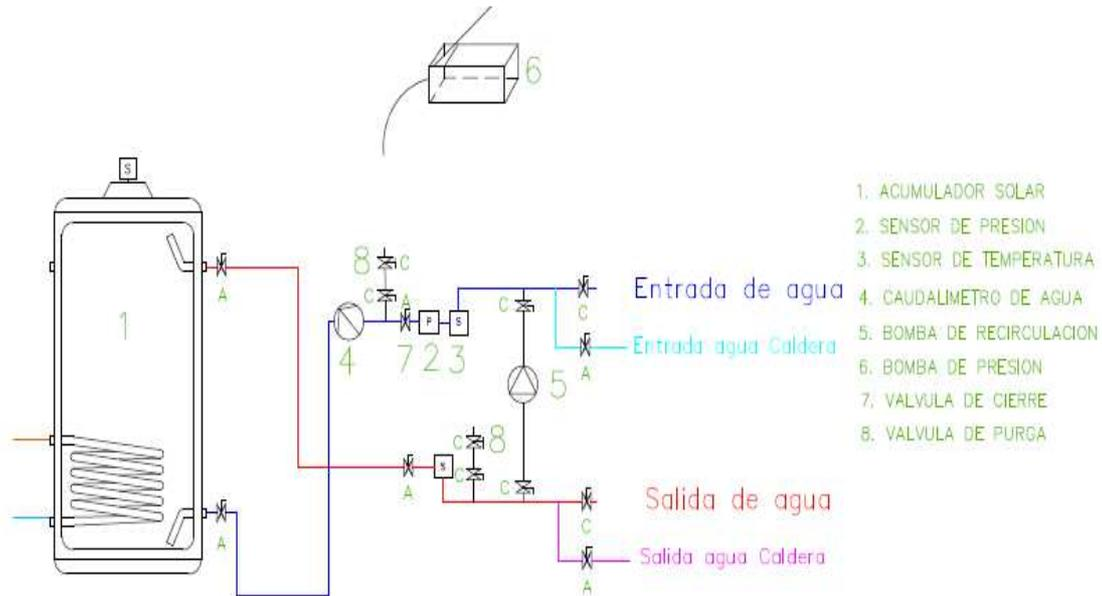 6
S
1. ACUMULADOR SOLAR
2. SENSOR DE PRESION
3. SENSOR DE TEMPERATURA
4. CAUDALIMETRO DE AGUA
5. BOMBA DE RECIRCULACION
6. BOMBA DE PRESION
7. VALVULA DE CIERRE
8. VALVULA DE PURGA
A
8 C
C A
P S
4 7 2 3
1
C
Entrada de agua
C
Entrada agua Caldera
A
5
C 8
C
S
A
C
Salida de agua
C
Salida agua Caldera
A
A